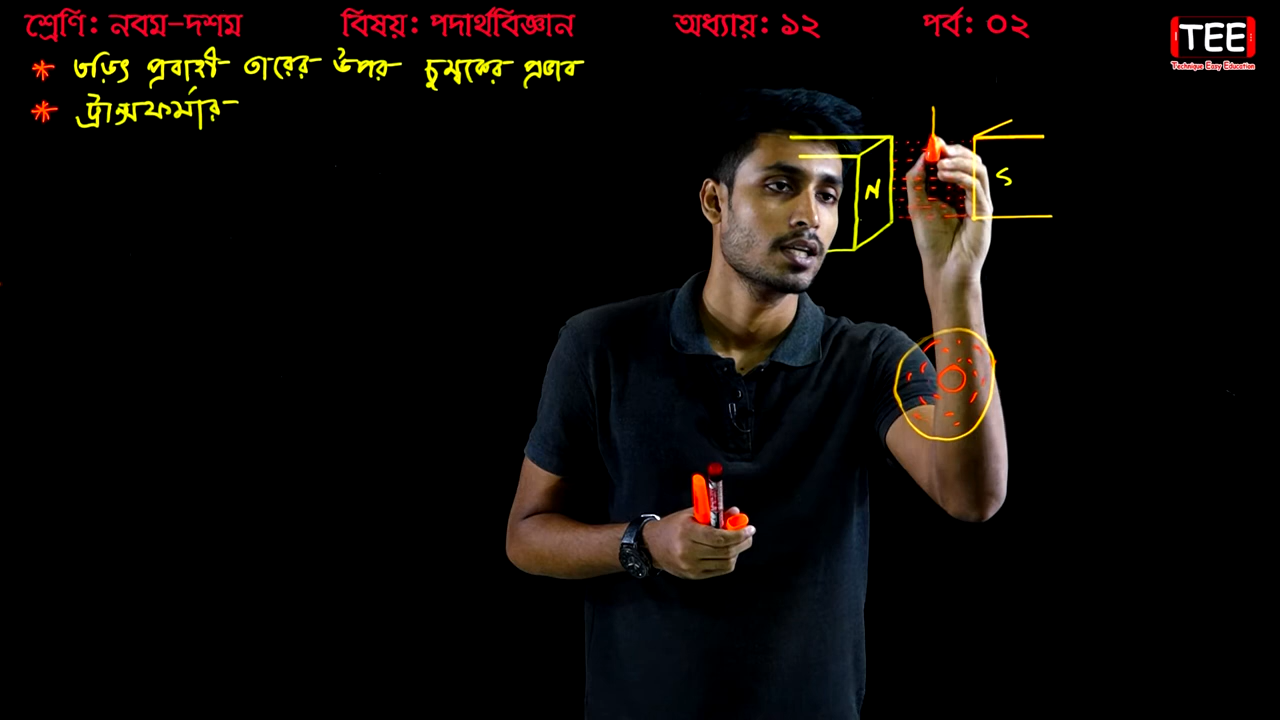 শ্রেণি: নবম-দশম বিষয়: পদার্থবিজ্ঞান অধ্যায়: ১২ পর্ব: ০২
TEE
Technique Easy Education
* তড়িৎ প্রবাহী তারের উপর চুম্বকের প্রভাব
* ট্রান্সফর্মার
N S